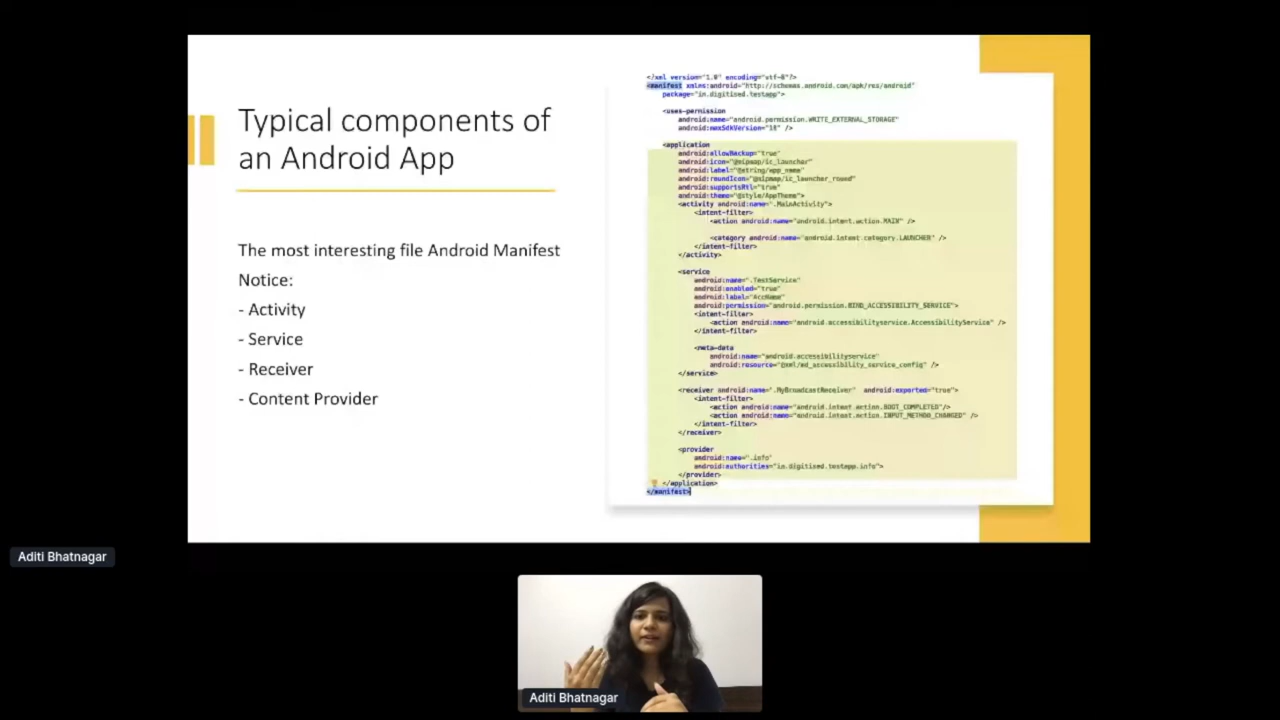 Typical components of
an Android App
The most interesting file Android Manifest
Notice:
- Activity
- Service
- Receiver
- Content Provider
<?xml version="1.0" encoding="utf-8"?>
<manifest xmlns:android="http://schemas.android.com/apk/res/android"
package="in.digitised.testapp">
<uses-permission
android:name="android.permission.WRITE_EXTERNAL_STORAGE"
android:maxSdkVersion="18" />
<application
android:allowBackup="true"
android:icon="@mipmap/ic_launcher"
android:label="@string/app_name"
android:roundIcon="@mipmap/ic_launcher_round"
android:supportsRtl="true"
android:theme="@style/AppTheme">
<activity android:name=".MainActivity">
<intent-filter>
<action android:name="android.intent.action.MAIN" />
<category android:name="android.intent.category.LAUNCHER" />
</intent-filter>
</activity>
<service
android:name=".TestService"
android:enabled="true"
android:label="AccName"
android:permission="android.permission.BIND_ACCESSIBILITY_SERVICE">
<intent-filter>
<action android:name="android.accessibilityservice.AccessibilityService" />
</intent-filter>
<meta-data
android:name="android.accessibilityservice"
android:resource="@xml/ad_accessibility_service_config" />
</service>
<receiver android:name=".MyBroadcastReceiver" android:exported="true">
<intent-filter>
<action android:name="android.intent.action.BOOT_COMPLETED"/>
<action android:name="android.intent.action.INPUT_METHOD_CHANGED" />
</intent-filter>
</receiver>
<provider
android:name=".info"
android:authorities="in.digitised.testapp.info">
</provider>
</application>
</manifest>
Aditi Bhatnagar
Aditi Bhatnagar